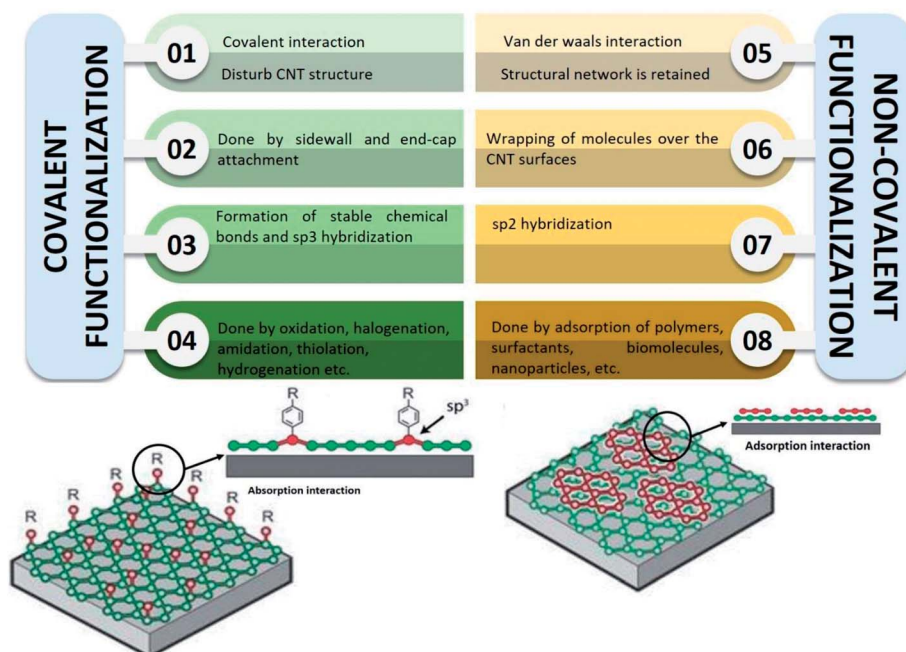 COVALENT
FUNCTIONALIZATION
01
Covalent interaction
Disturb CNT structure
02
Done by sidewall and end-cap
attachment
03
Formation of stable chemical
bonds and sp3 hybridization
04
Done by oxidation, halogenation,
amidation, thiolation,
hydrogenation etc.
Van der waals interaction
Structural network is retained
05
Wrapping of molecules over the
CNT surfaces
06
sp2 hybridization
07
Done by adsorption of polymers,
surfactants, biomolecules,
nanoparticles, etc.
08
NON-COVALENT
FUNCTIONALIZATION
R
R
sp³
Absorption interaction
R
R
R
R
R
R
R
R
Adsorption interaction